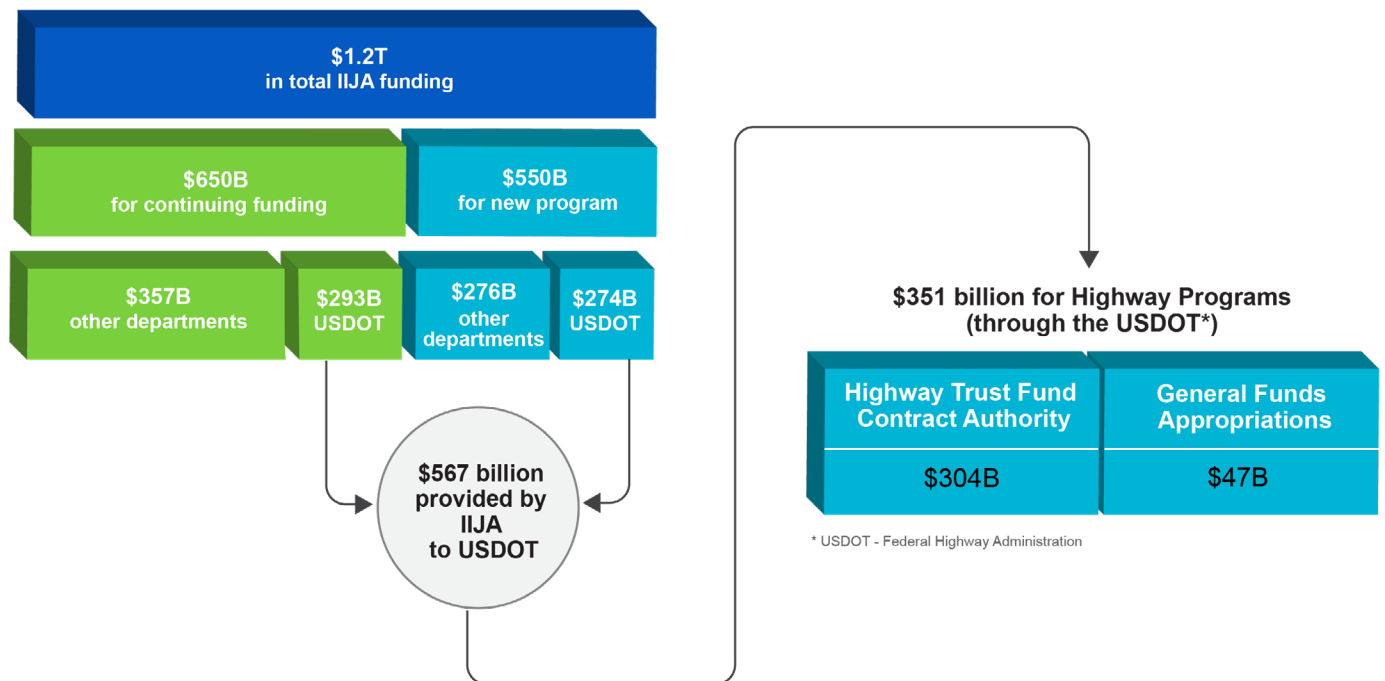 $1.2T
in total IIJA funding
$650B
for continuing funding
$550B
for new program
$357B
other departments
$293B
USDOT
$276B
other
departments
$274B
USDOT
$567 billion
provided by
IIJA
to USDOT
$351 billion for Highway Programs
(through the USDOT*)
Highway Trust Fund
Contract Authority
General Funds
Appropriations
$304B
$47B
* USDOT - Federal Highway Administration